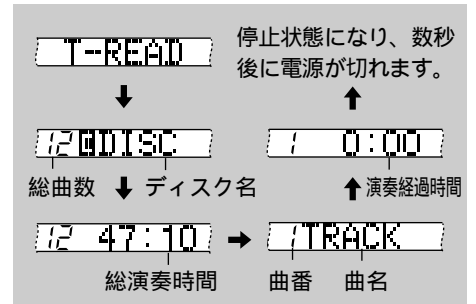 T-READ
停止状態になり、数秒
後に電源が切れます。
12 DISC
1 0:00
総曲数 ディスク名
演奏経過時間
12 47:10
1 TRACK
総演奏時間
曲番 曲名